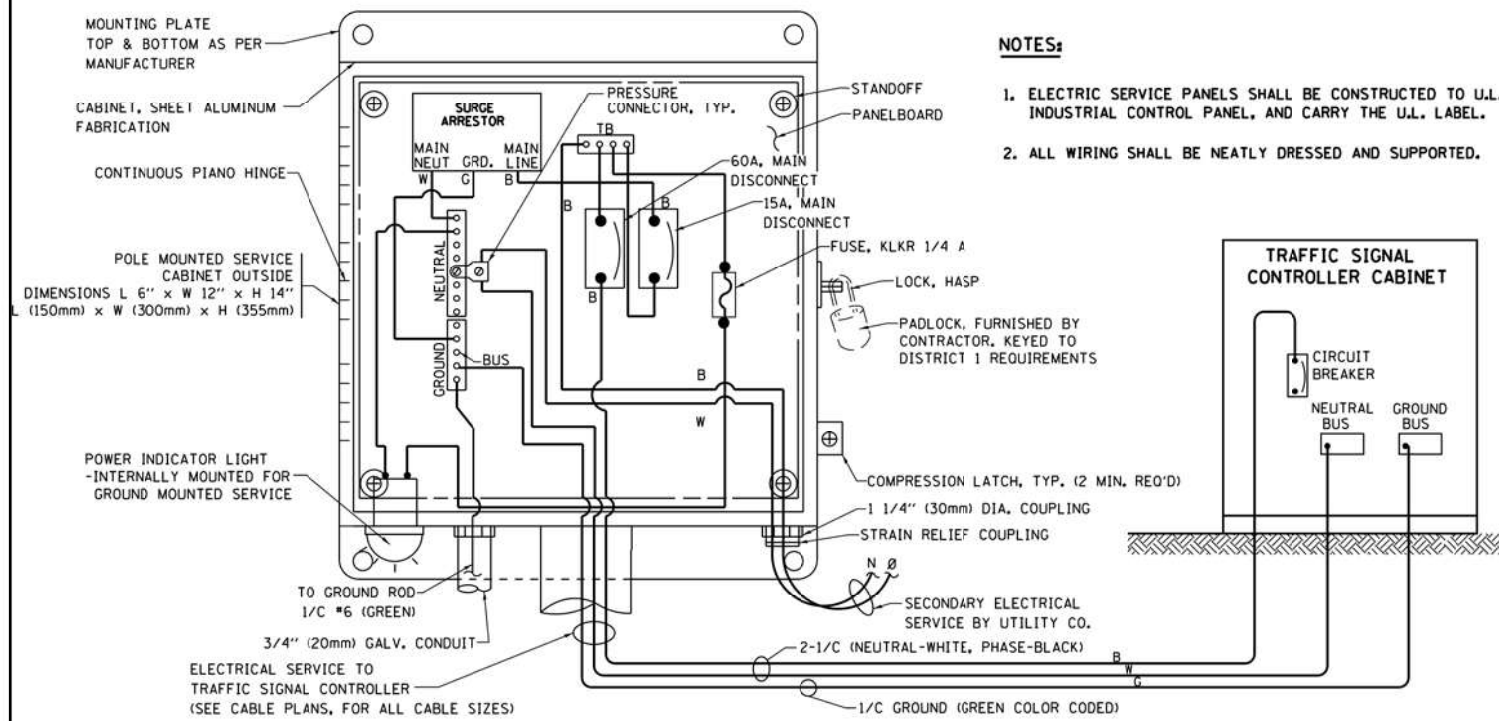 MOUNTING PLATE
TOP & BOTTOM AS PER
MANUFACTURER
CABINET, SHEET ALUMINUM
FABRICATION
CONTINUOUS PIANO HINGE
POLE MOUNTED SERVICE
CABINET OUTSIDE
DIMENSIONS L 6" x W 12" x H 14"
L (150mm) x W (300mm) x H (355mm)
POWER INDICATOR LIGHT
-INTERNALLY MOUNTED FOR
GROUND MOUNTED SERVICE
SURGE
ARRESTOR
MAIN
NEUT
GRD.
MAIN
LINE
W
G
B
PRESSURE
CONNECTOR, TYP.
TB
60A, MAIN
DISCONNECT
15A, MAIN
DISCONNECT
B
B
B
NEUTRAL
GROUND
BUS
B
W
STANDOFF
PANELBOARD
FUSE, KLKR 1/4 A
LOCK, HASP
PADLOCK, FURNISHED BY
CONTRACTOR, KEYED TO
DISTRICT 1 REQUIREMENTS
COMPRESSION LATCH, TYP. (2 MIN. REQ'D)
1 1/4" (30mm) DIA. COUPLING
STRAIN RELIEF COUPLING
N Ø
SECONDARY ELECTRICAL
SERVICE BY UTILITY CO.
TO GROUND ROD
1/C #6 (GREEN)
3/4" (20mm) GALV. CONDUIT
ELECTRICAL SERVICE TO
TRAFFIC SIGNAL CONTROLLER
(SEE CABLE PLANS, FOR ALL CABLE SIZES)
2-1/C (NEUTRAL-WHITE, PHASE-BLACK)
B
W
G
1/C GROUND (GREEN COLOR CODED)
NOTES:
1. ELECTRIC SERVICE PANELS SHALL BE CONSTRUCTED TO U.L.
INDUSTRIAL CONTROL PANEL, AND CARRY THE U.L. LABEL.
2. ALL WIRING SHALL BE NEATLY DRESSED AND SUPPORTED.
TRAFFIC SIGNAL
CONTROLLER CABINET
CIRCUIT
BREAKER
NEUTRAL
BUS
GROUND
BUS